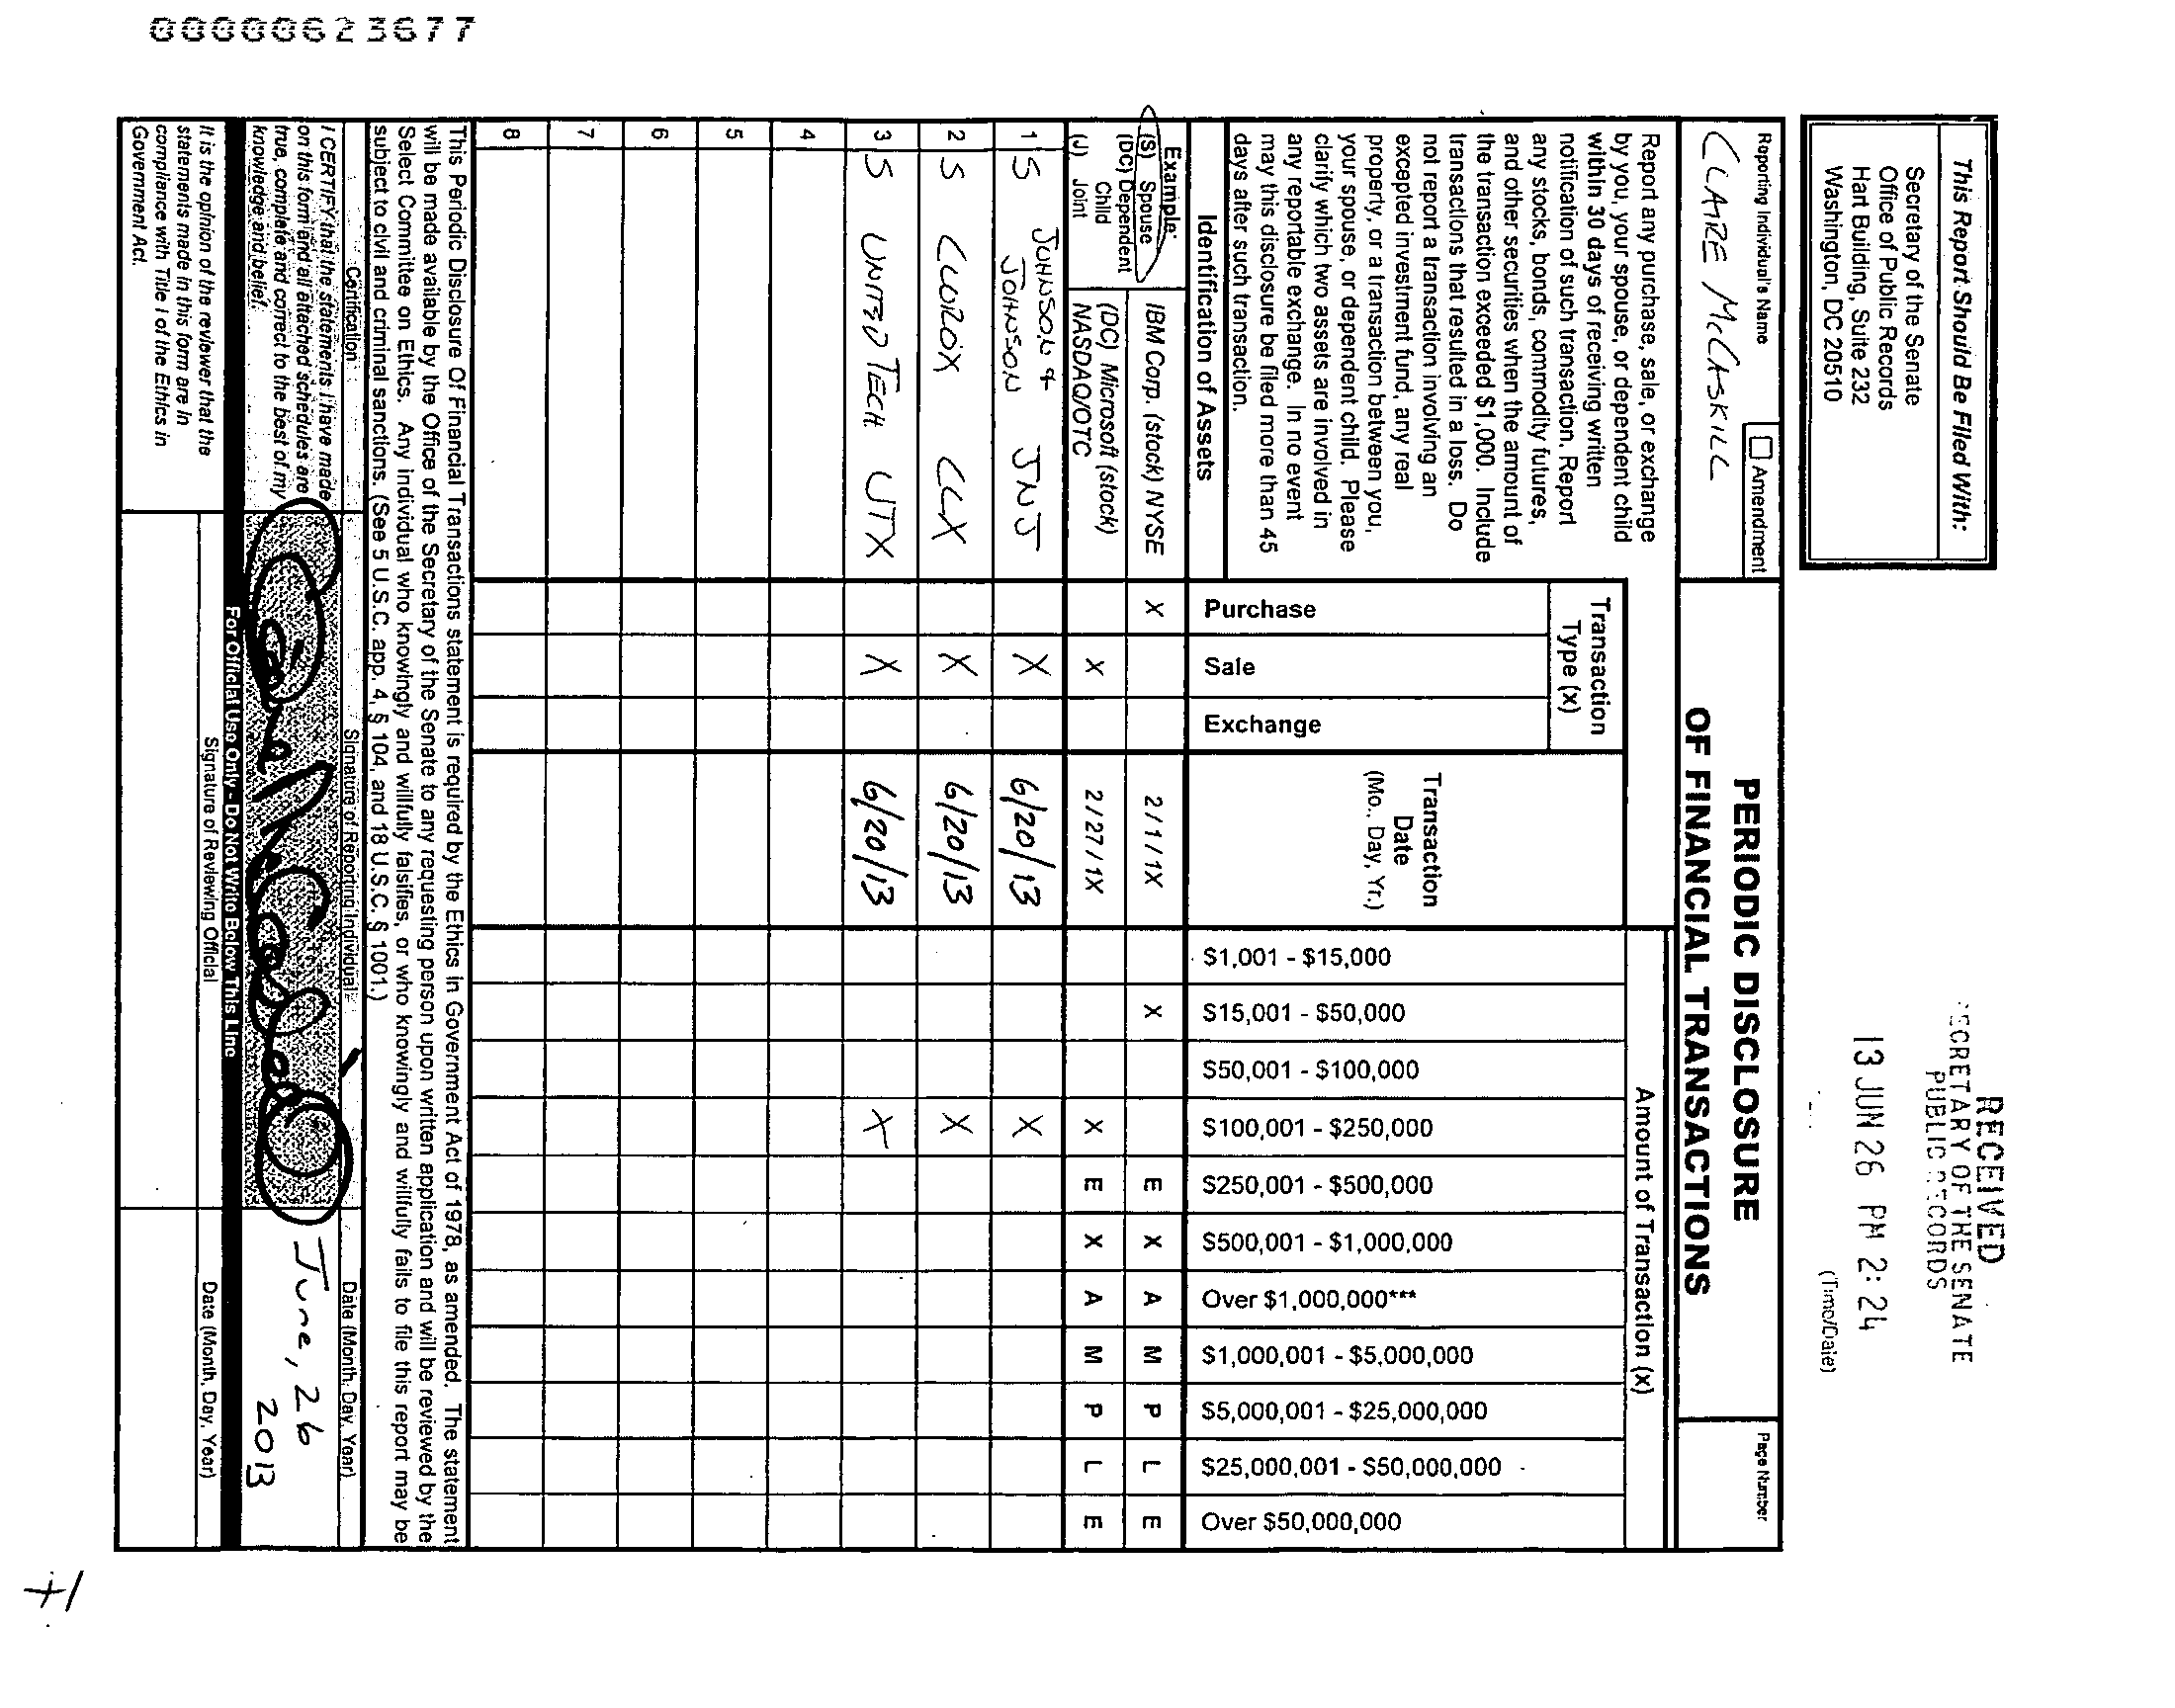 00000623677
RECEIVED
SECRETARY OF THE SENATE
PUBLIC RECORDS
13 JUN 26 PM 2:24
(Time/Date)
This Report Should Be Filed With:
Secretary of the Senate
Office of Public Records
Hart Building, Suite 232
Washington, DC 20510
Reporting Individual's Name
Amendment
CLAIRE McCASKILL
PERIODIC DISCLOSURE
OF FINANCIAL TRANSACTIONS
Page Number
Report any purchase, sale, or exchange
by you, your spouse, or dependent child
within 30 days of receiving written
notification of such transaction. Report
any stocks, bonds, commodity futures,
and other securities when the amount of
the transaction exceeded $1,000. Include
transactions that resulted in a loss. Do
not report a transaction involving an
excepted investment fund, any real
property, or a transaction between you,
your spouse, or dependent child. Please
clarify which two assets are involved in
any reportable exchange. In no event
may this disclosure be filed more than 45
days after such transaction.
Identification of Assets
Transaction
Type (x)
Purchase
Sale
Exchange
Transaction
Date
(Mo., Day, Yr.)
Amount of Transaction (x)
$1,001 - $15,000
$15,001 - $50,000
$50,001 - $100,000
$100,001 - $250,000
$250,001 - $500,000
$500,001 - $1,000,000
Over $1,000,000***
$1,000,001 - $5,000,000
$5,000,001 - $25,000,000
$25,000,001 - $50,000,000
Over $50,000,000
Example:
(S) Spouse
(DC) Dependent
Child
(J) Joint
IBM Corp. (stock) NYSE X 2/1/1X X E X A M P L E
(DC) Microsoft (stock)
NASDAQ/OTC X 2/27/1X X E X A M P L E
1 S JOHNSON & JOHNSON JNJ X 6/20/13 X
2 S CLOROX CLX X 6/20/13 X
3 S UNITED TECH UTX X 6/20/13 X
4
5
6
7
8
This Periodic Disclosure Of Financial Transactions statement is required by the Ethics in Government Act of 1978, as amended. The statement
will be made available by the Office of the Secretary of the Senate to any requesting person upon written application and will be reviewed by the
Select Committee on Ethics. Any individual who knowingly and willfully falsifies, or who knowingly and willfully fails to file this report may be
subject to civil and criminal sanctions. (See 5 U.S.C. app. 4, § 104, and 18 U.S.C. § 1001.)
Certification
Signature of Reporting Individual
Date (Month, Day, Year)
I CERTIFY that the statements I have made
on this form and all attached schedules are
true, complete and correct to the best of my
knowledge and belief.
June, 26
2013
For Official Use Only - Do Not Write Below This Line
It is the opinion of the reviewer that the
statements made in this form are in
compliance with Title I of the Ethics in
Government Act.
Signature of Reviewing Official
Date (Month, Day, Year)